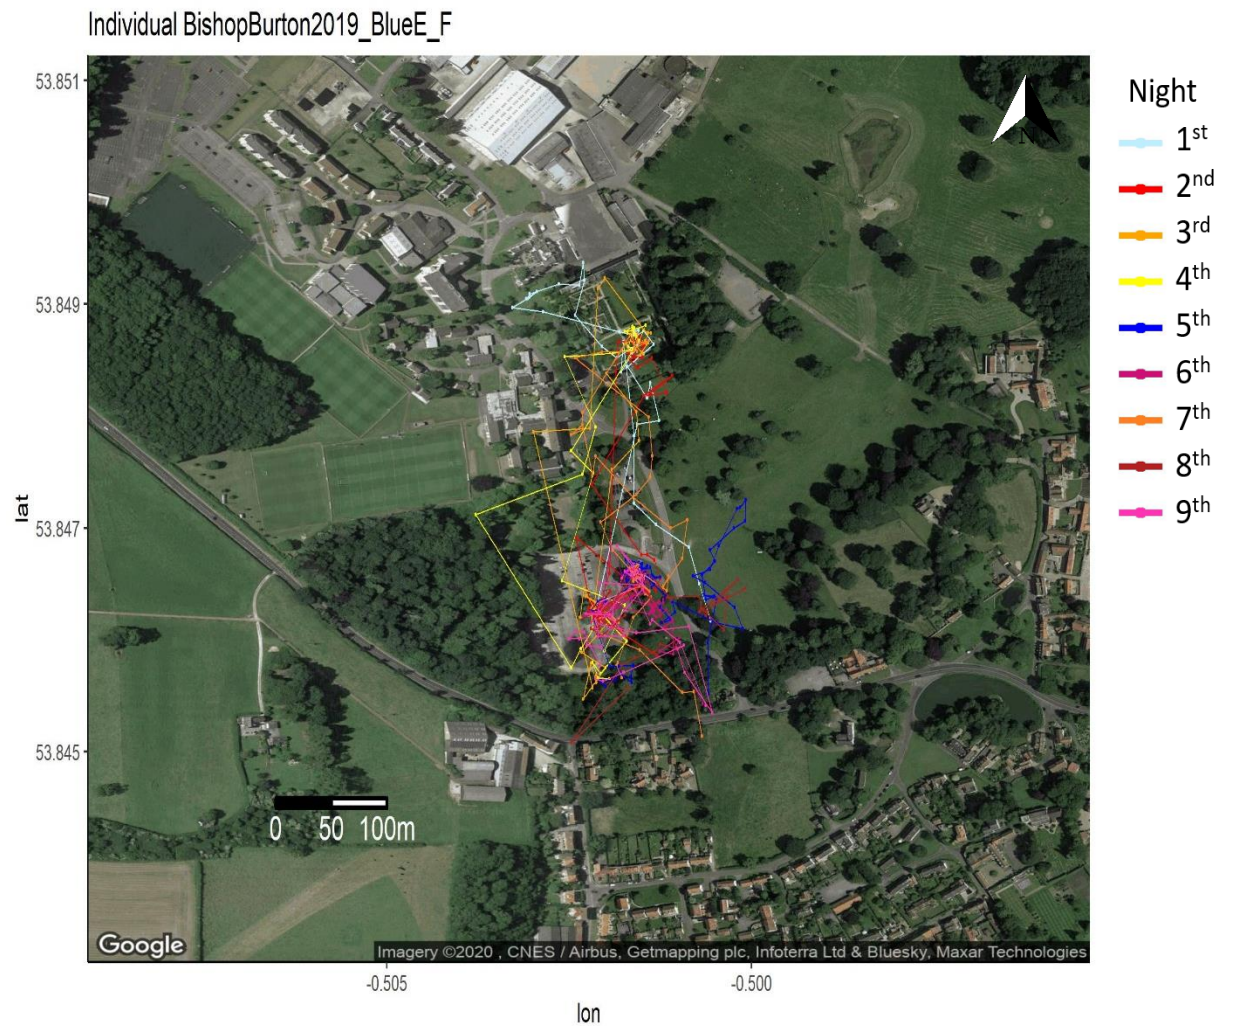 Individual BishopBurton2019_BlueE_F
53.851
53.849
53.847
53.845
lat
-0.505
-0.500
lon
N
0 50 100m
Google
Imagery ©2020 , CNES / Airbus, Getmapping plc, Infoterra Ltd & Bluesky, Maxar Technologies
Night
1st
2nd
3rd
4th
5th
6th
7th
8th
9th